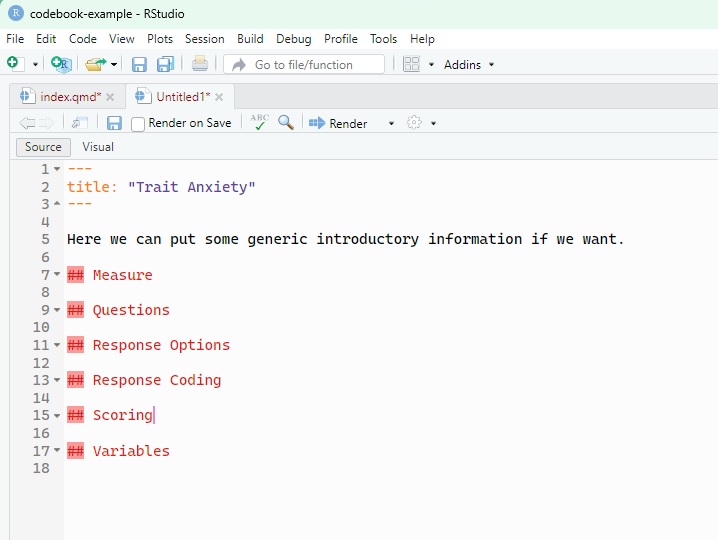 codebook-example - RStudio
File Edit Code View Plots Session Build Debug Profile Tools Help
Go to file/function Addins
index.qmd* Untitled1*
Render on Save ABC Render
Source Visual
1 ---
2 title: "Trait Anxiety"
3 ---
4
5 Here we can put some generic introductory information if we want.
6
7 ## Measure
8
9 ## Questions
10
11 ## Response Options
12
13 ## Response Coding
14
15 ## Scoring
16
17 ## Variables
18